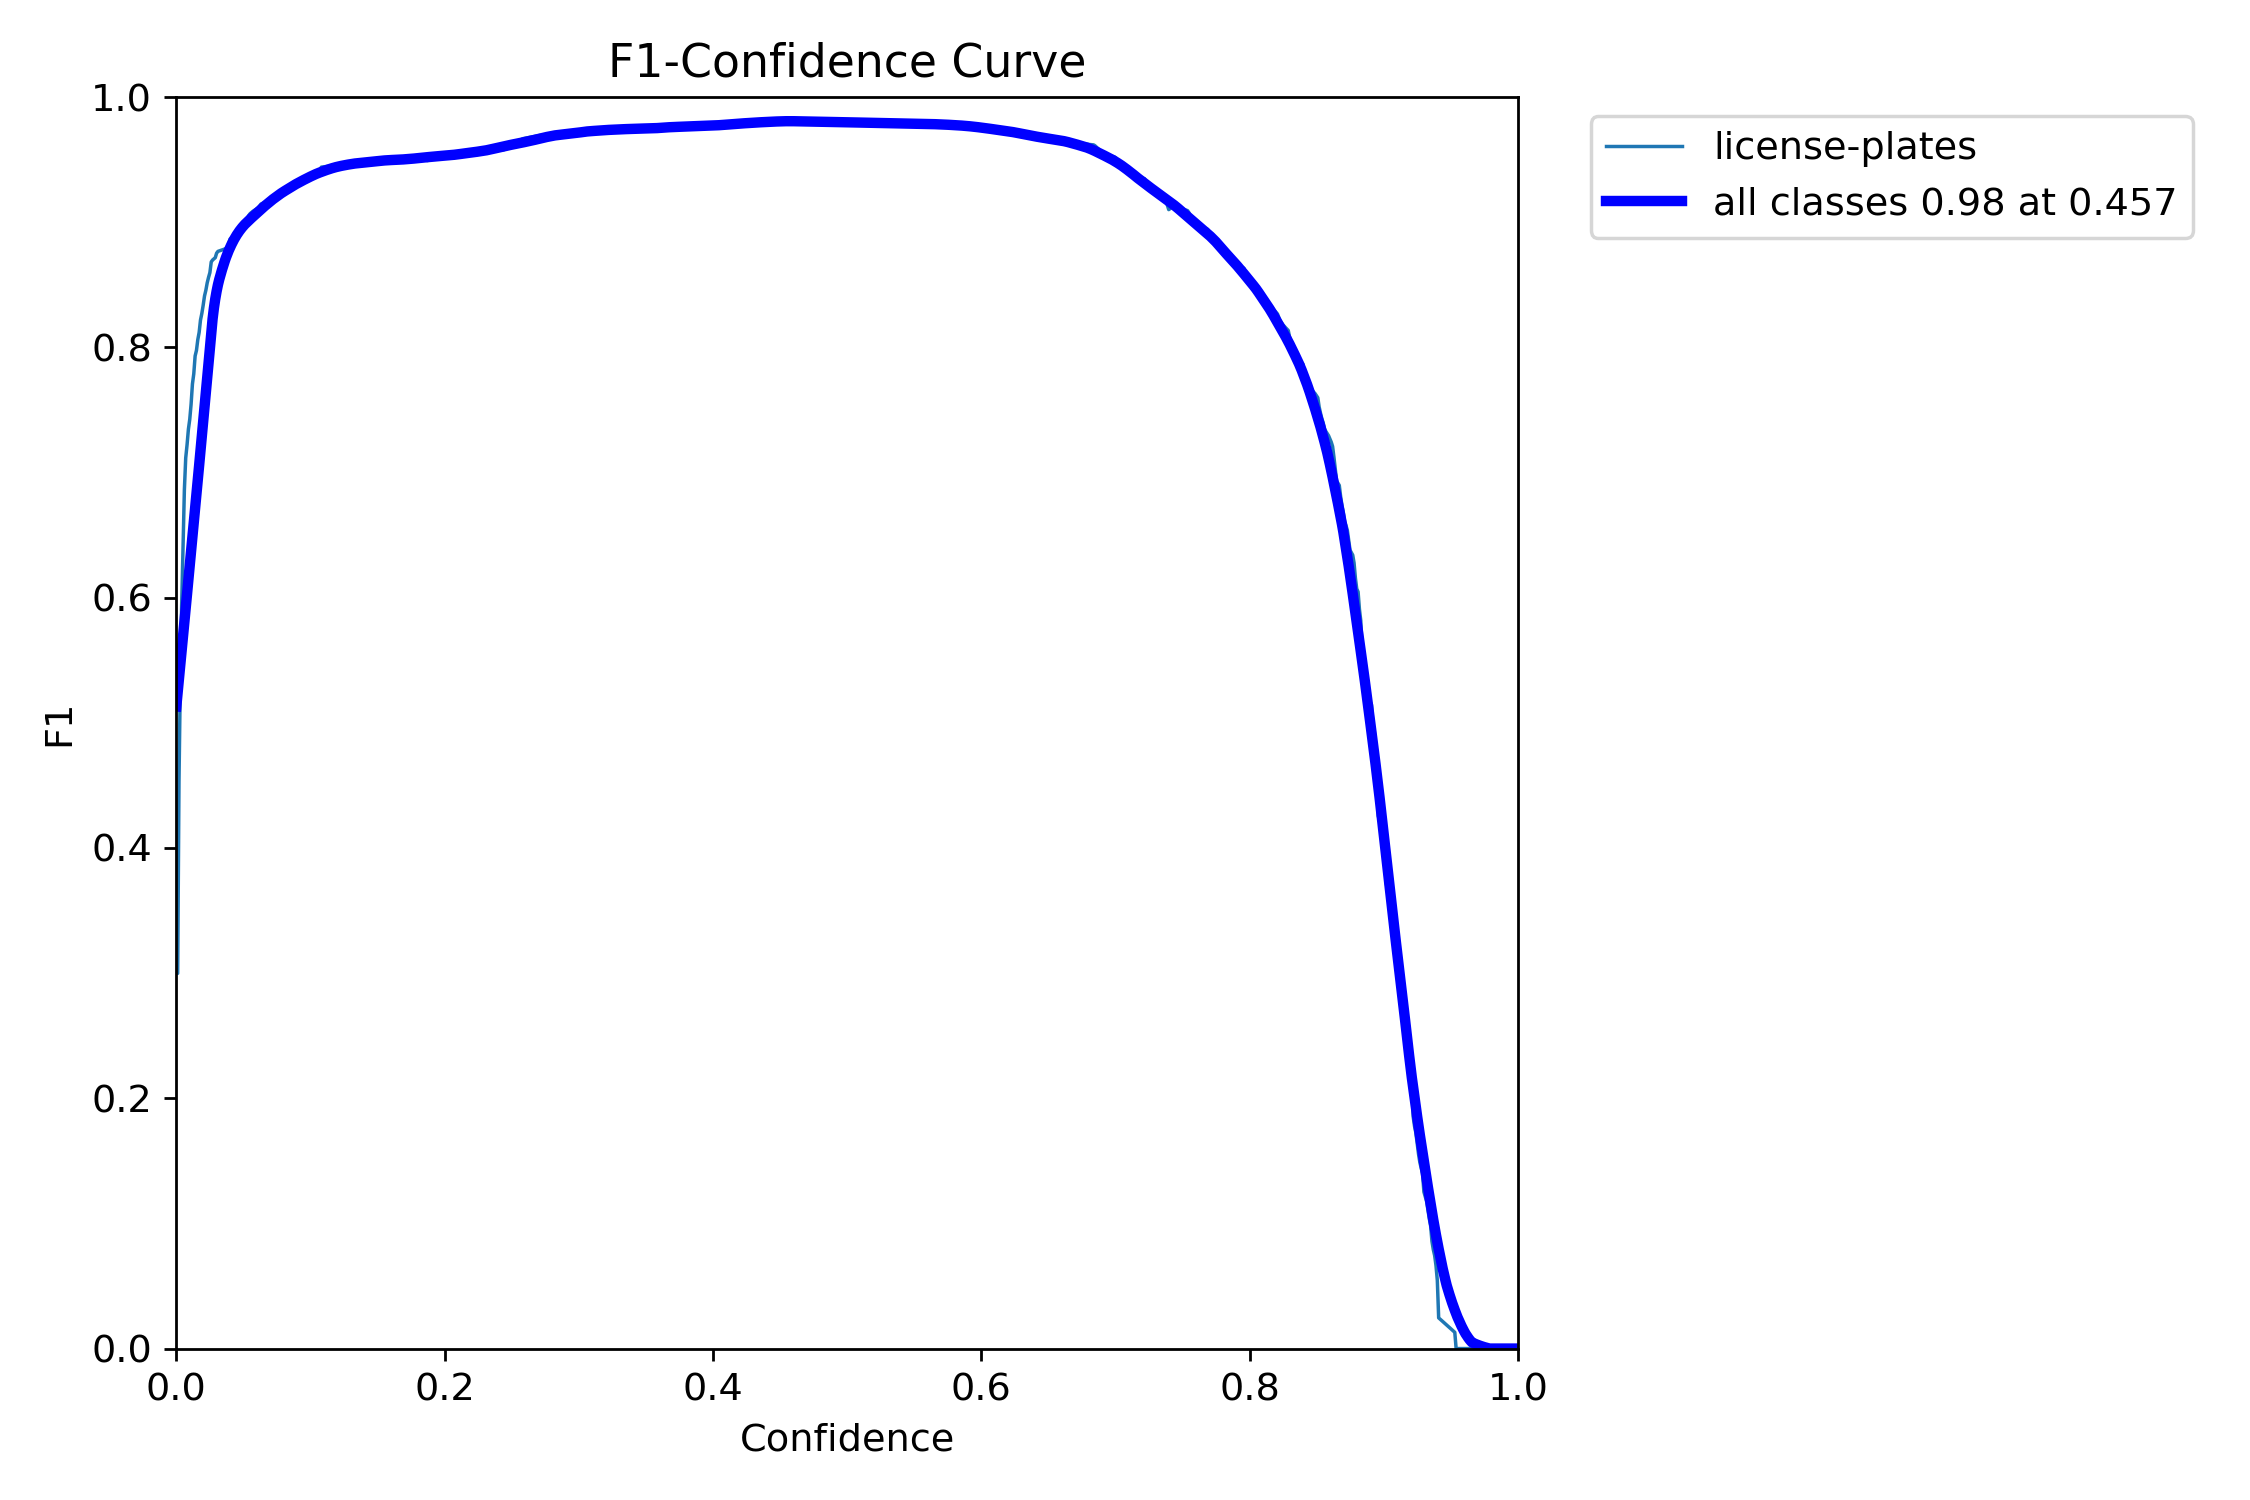 F1-Confidence Curve
1.0
0.8
0.6
0.4
0.2
0.0
F1
0.0 0.2 0.4 0.6 0.8 1.0
Confidence
license-plates
all classes 0.98 at 0.457